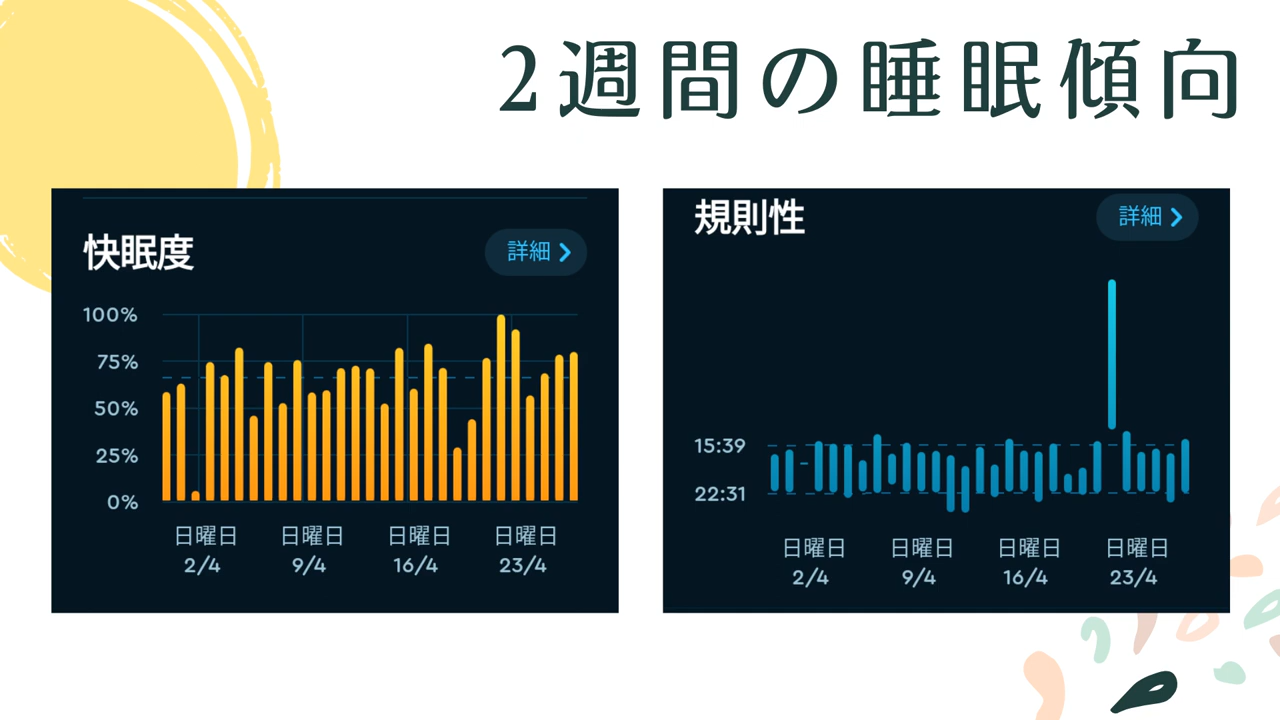 2週間の睡眠傾向
快眠度
詳細
100%
75%
50%
25%
0%
日曜日 日曜日 日曜日 日曜日
2/4 9/4 16/4 23/4
規則性
詳細
15:39
22:31
日曜日 日曜日 日曜日 日曜日
2/4 9/4 16/4 23/4